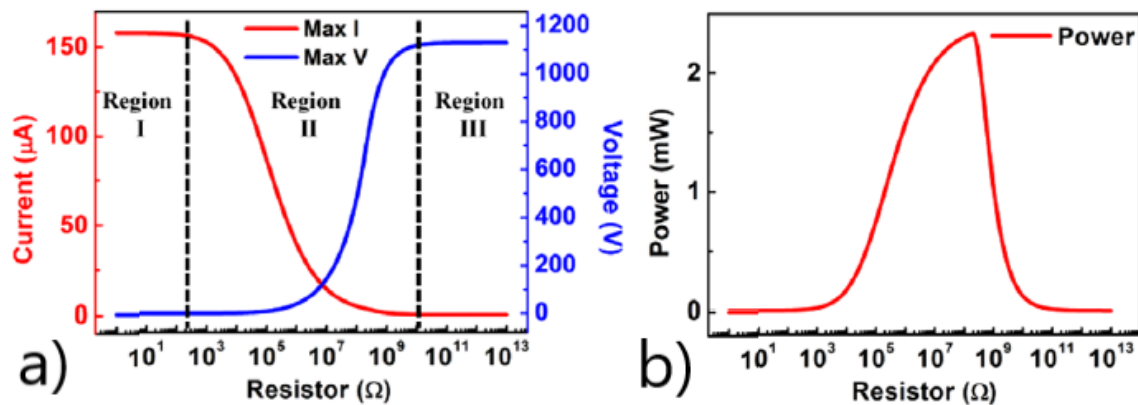 Max I
Max V
Region
I
Region
II
Region
III
150
100
50
0
Current (μA)
1200
1000
800
600
400
200
0
Voltage (V)
10¹ 10³ 10⁵ 10⁷ 10⁹ 10¹¹ 10¹³
Resistor (Ω)
a)
Power
2
1
0
Power (mW)
10¹ 10³ 10⁵ 10⁷ 10⁹ 10¹¹ 10¹³
Resistor (Ω)
b)